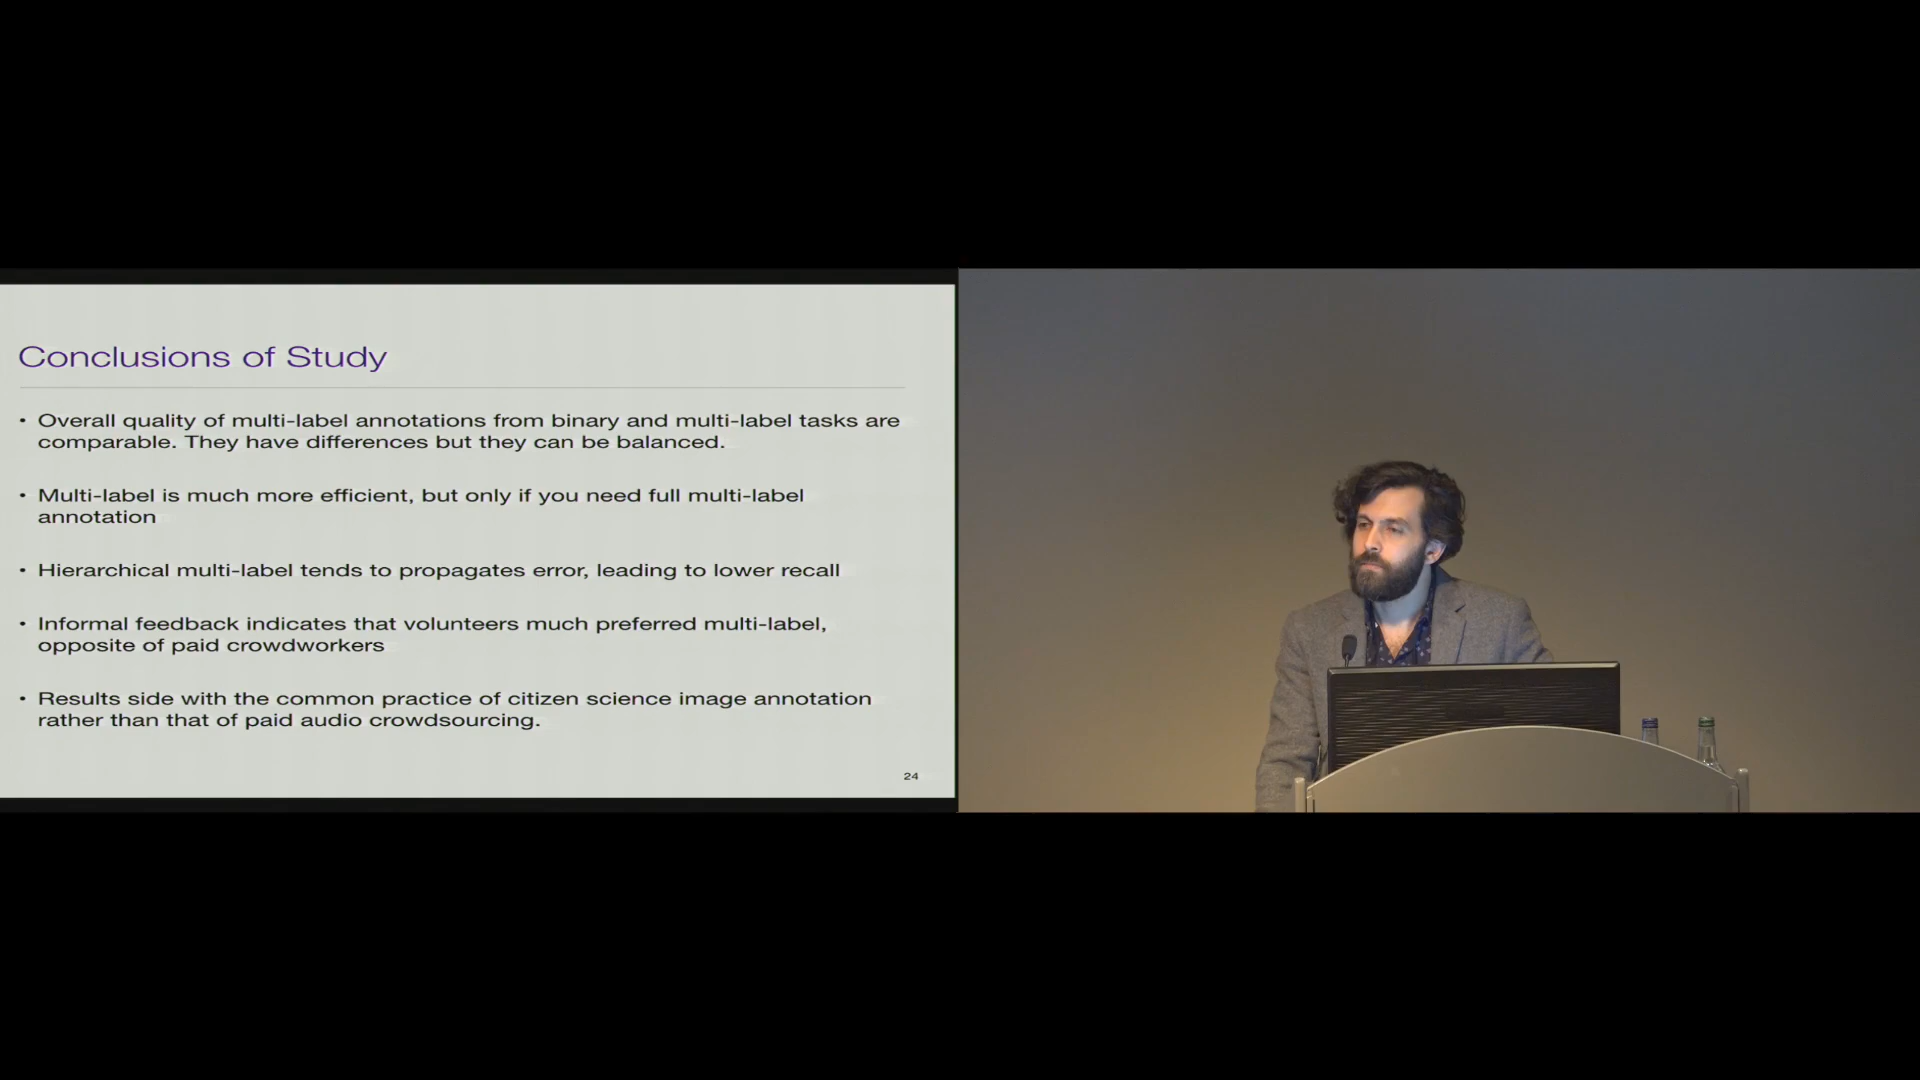 Conclusions of Study
• Overall quality of multi-label annotations from binary and multi-label tasks are
comparable. They have differences but they can be balanced.
• Multi-label is much more efficient, but only if you need full multi-label
annotation
• Hierarchical multi-label tends to propagates error, leading to lower recall
• Informal feedback indicates that volunteers much preferred multi-label,
opposite of paid crowdworkers
• Results side with the common practice of citizen science image annotation
rather than that of paid audio crowdsourcing.
24